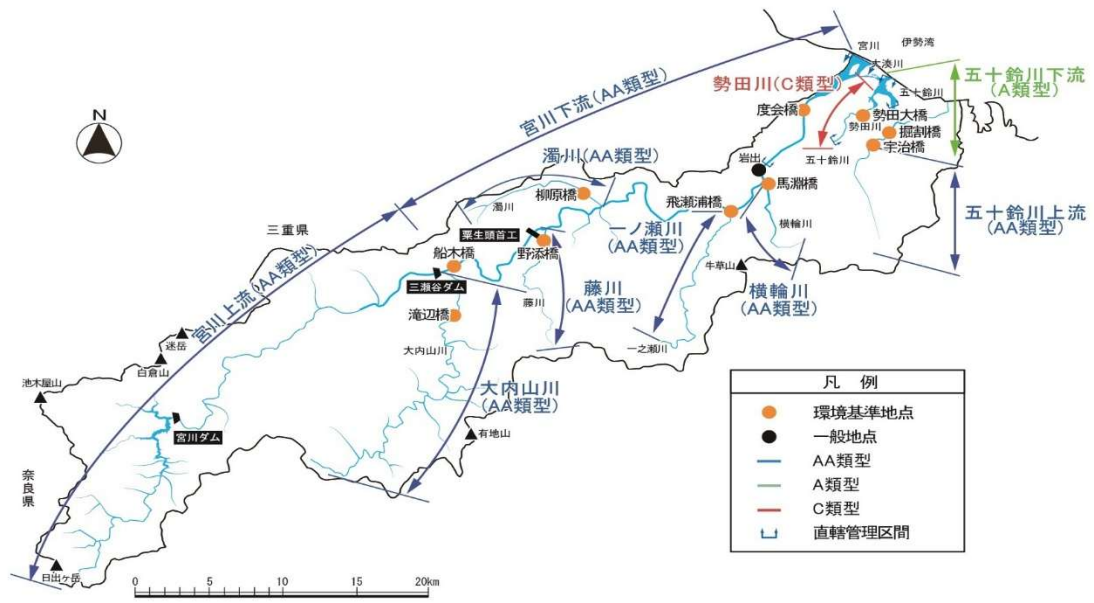 宮川
伊勢湾
大湊川
五十鈴川下流
(A類型)
五十鈴川
勢田川(C類型)
宮川下流(AA類型)
度会橋
勢田大橋
勢田川
掘割橋
宇治橋
五十鈴川
N
濁川(AA類型)
岩出
馬淵橋
五十鈴川上流
(AA類型)
柳原橋
飛瀬浦橋
濁川
一ノ瀬川
(AA類型)
横輪川
三重県
粟生頭首工
野添橋
船木橋
牛草山
宮川上流(AA類型)
三瀬谷ダム
藤川
(AA類型)
横輪川
(AA類型)
藤川
滝辺橋
迷岳
大内山川
一之瀬川
白倉山
池木屋山
大内山川
(AA類型)
宮川ダム
有地山
奈良県
日出ヶ岳
0 5 10 15 20km
凡 例
環境基準地点
一般地点
AA類型
A類型
C類型
直轄管理区間